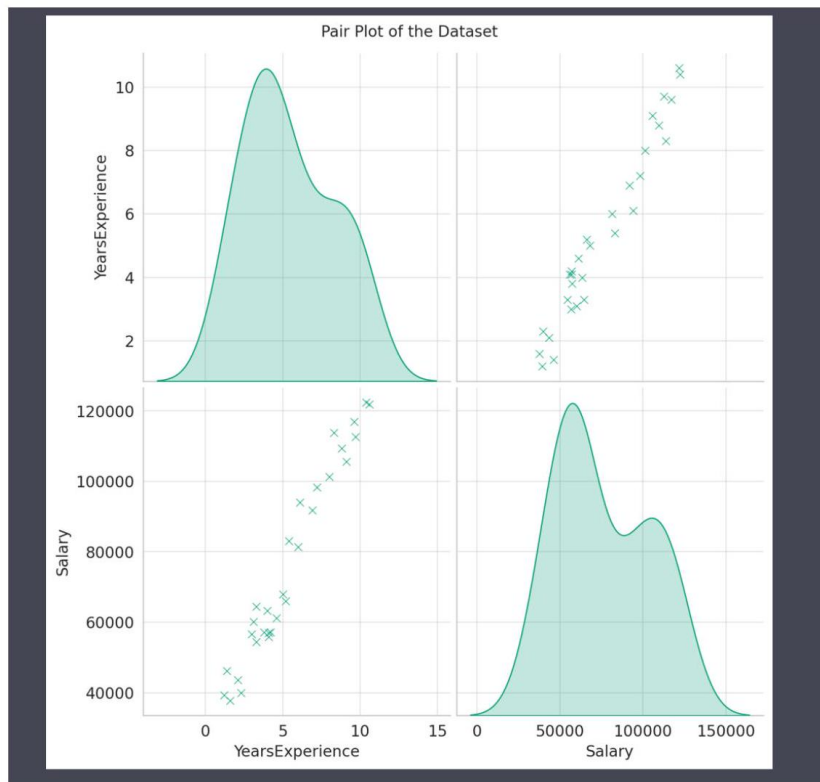 Pair Plot of the Dataset
10
8
6
4
2
YearsExperience
120000
100000
80000
60000
40000
Salary
0 5 10 15
YearsExperience
0 50000 100000 150000
Salary